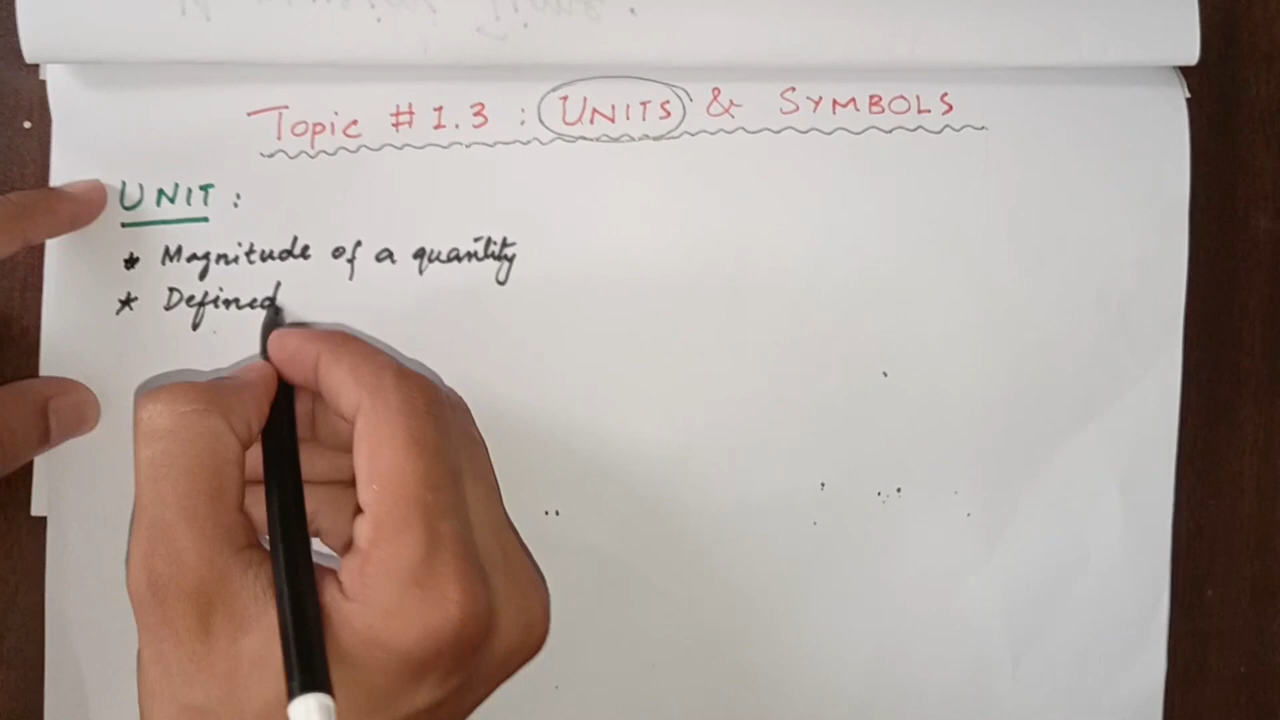 Topic # 1.3 : UNITS & SYMBOLS
UNIT :
* Magnitude of a quantity
* Defined